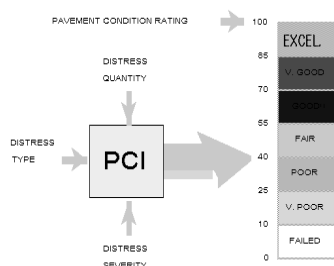 PAVEMENT CONDITION RATING
100
EXCEL.
85
V. GOOD
70
GOOD
55
FAIR
40
POOR
25
V. POOR
10
FAILED
0
DISTRESS
QUANTITY
DISTRESS
TYPE
PCI
DISTRESS
SEVERITY